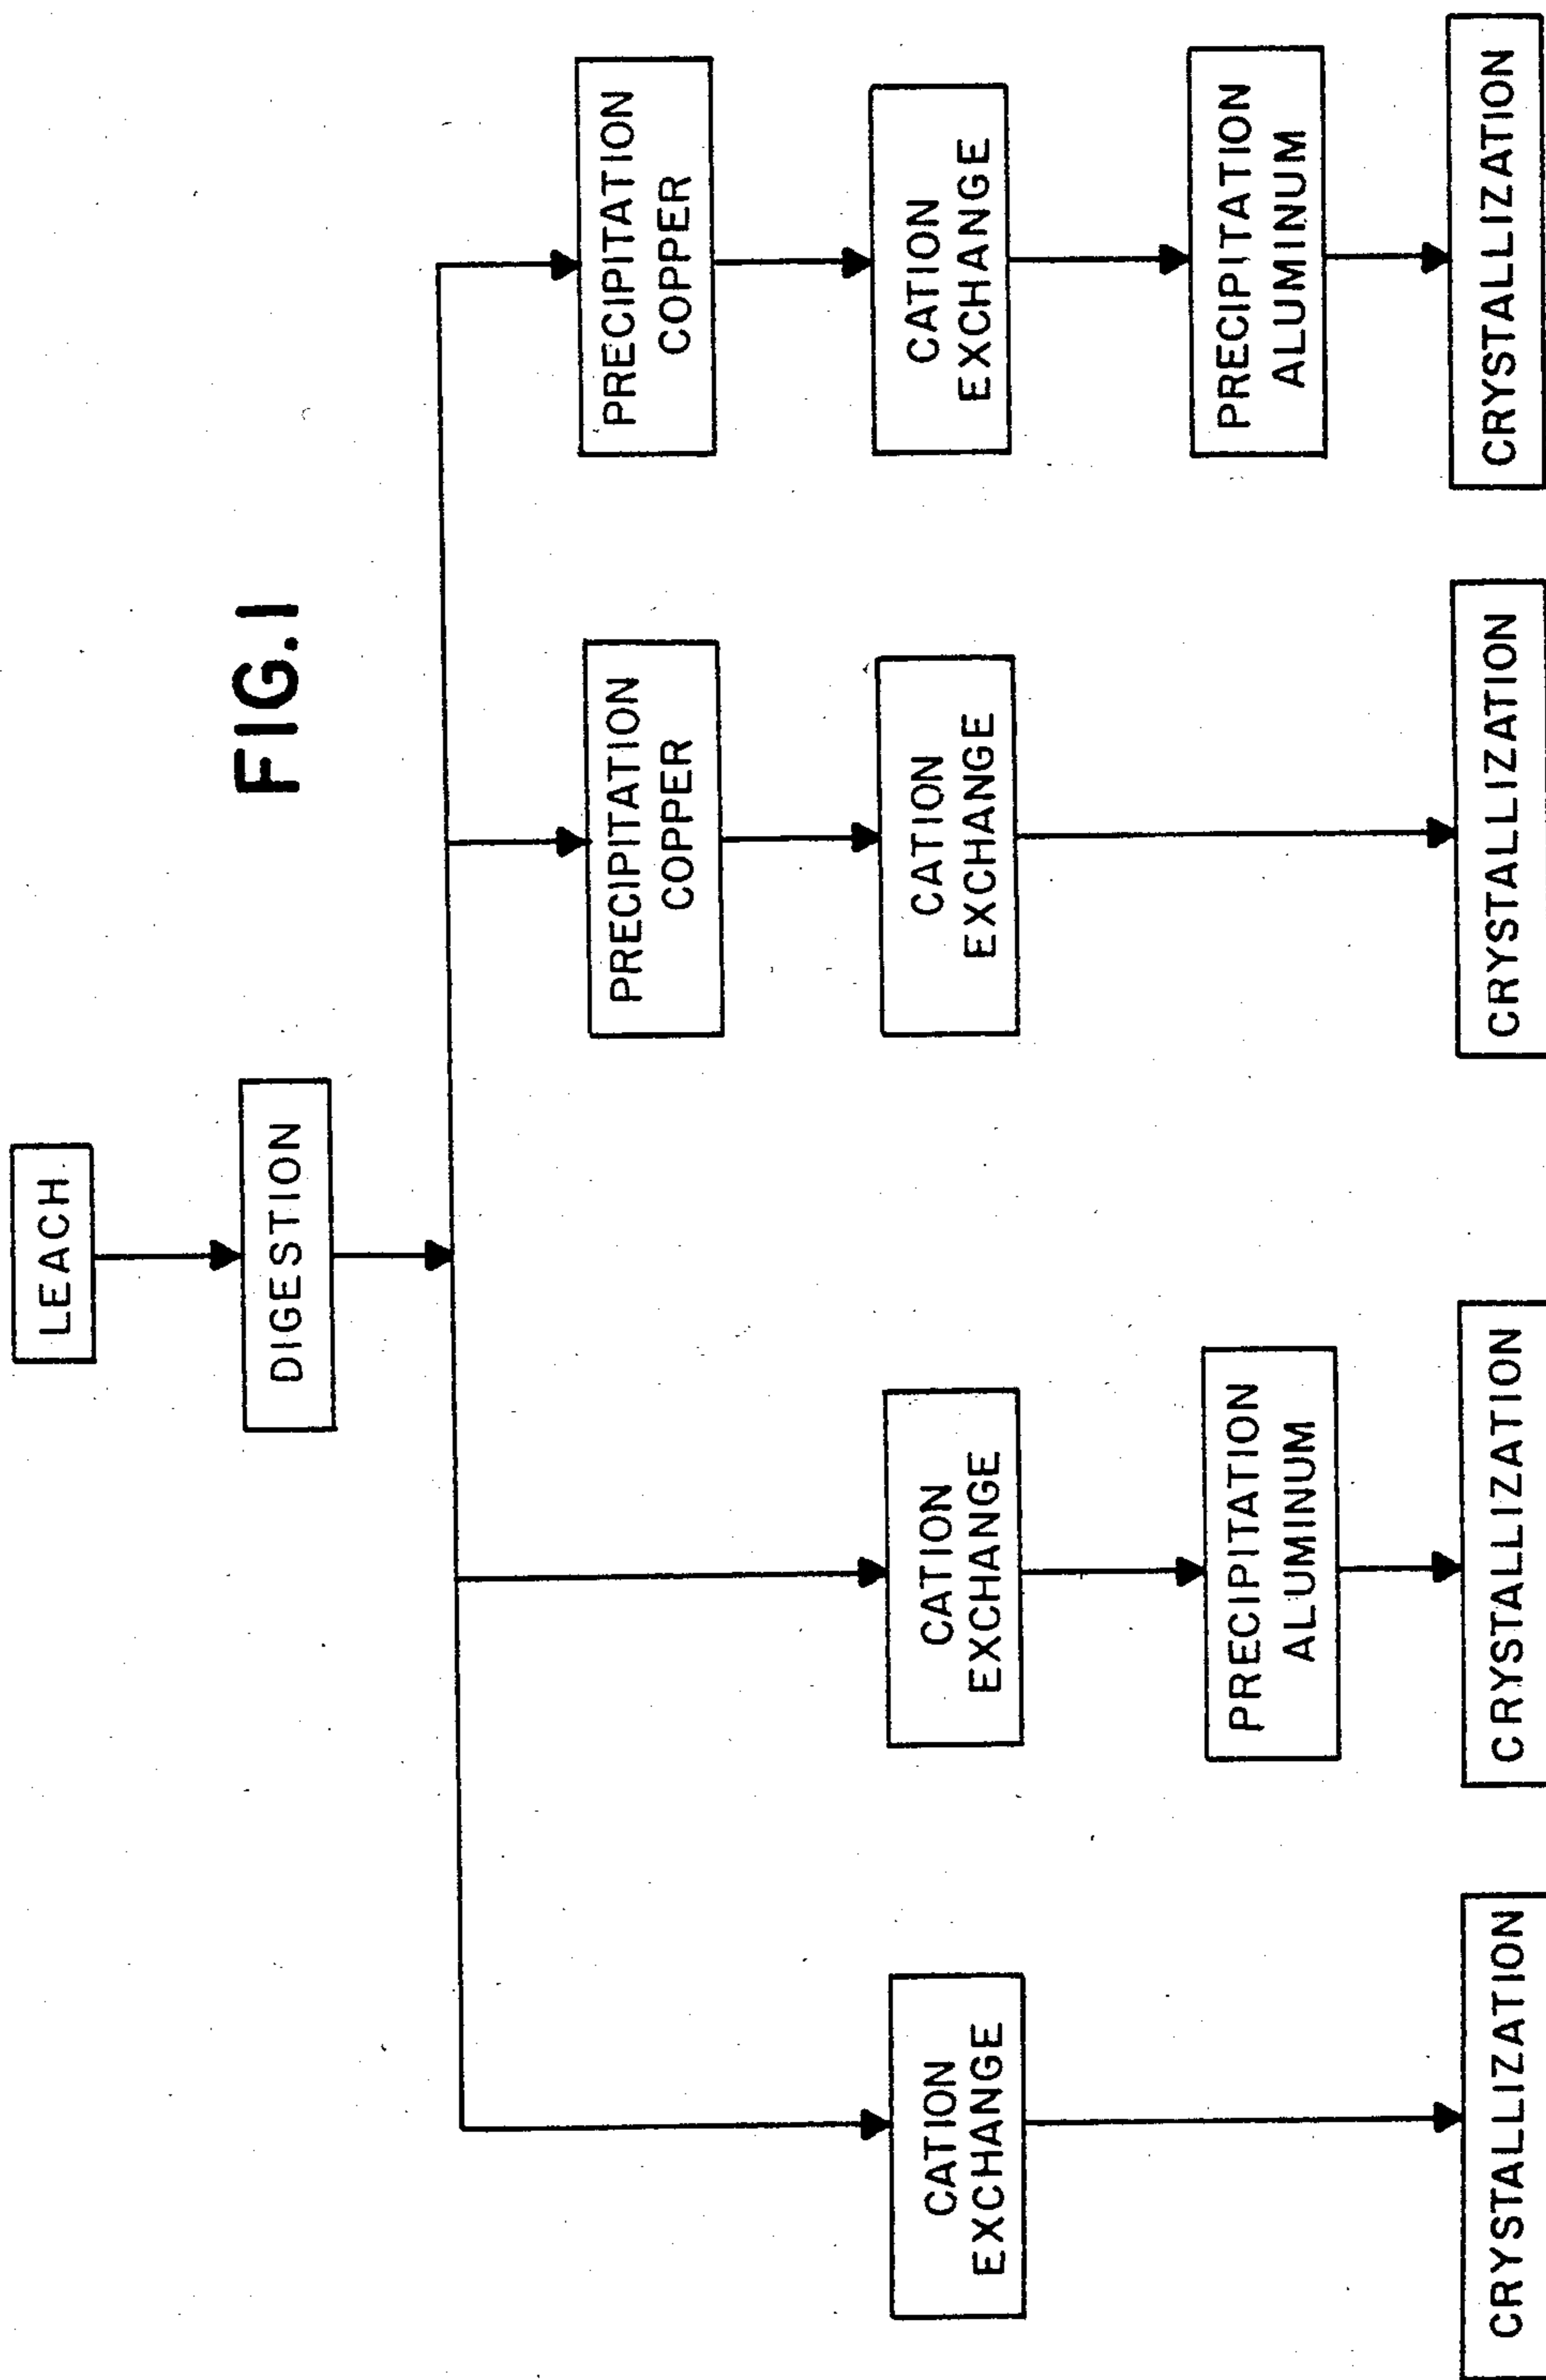 FIG.1
LEACH
DIGESTION
PRECIPITATION
COPPER
PRECIPITATION
COPPER
CATION
EXCHANGE
CATION
EXCHANGE
CATION
EXCHANGE
CATION
EXCHANGE
PRECIPITATION
ALUMINUM
PRECIPITATION
ALUMINUM
CRYSTALLIZATION
CRYSTALLIZATION
CRYSTALLIZATION
CRYSTALLIZATION